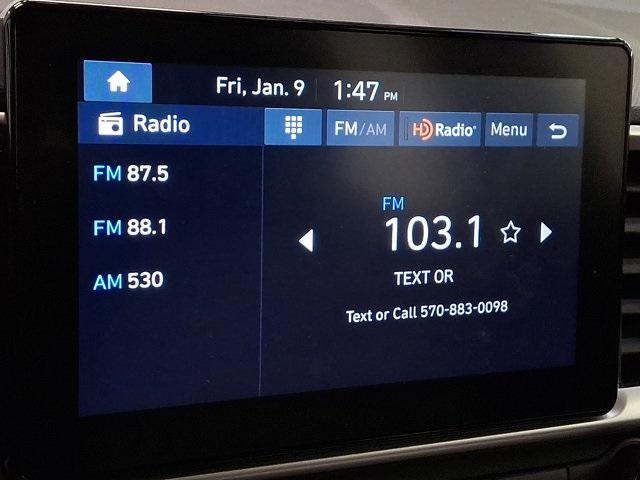 Fri, Jan. 9 1:47 PM
Radio FM/AM HD Radio Menu
FM 87.5
FM 88.1
AM 530
FM
103.1
TEXT OR
Text or Call 570-883-0098